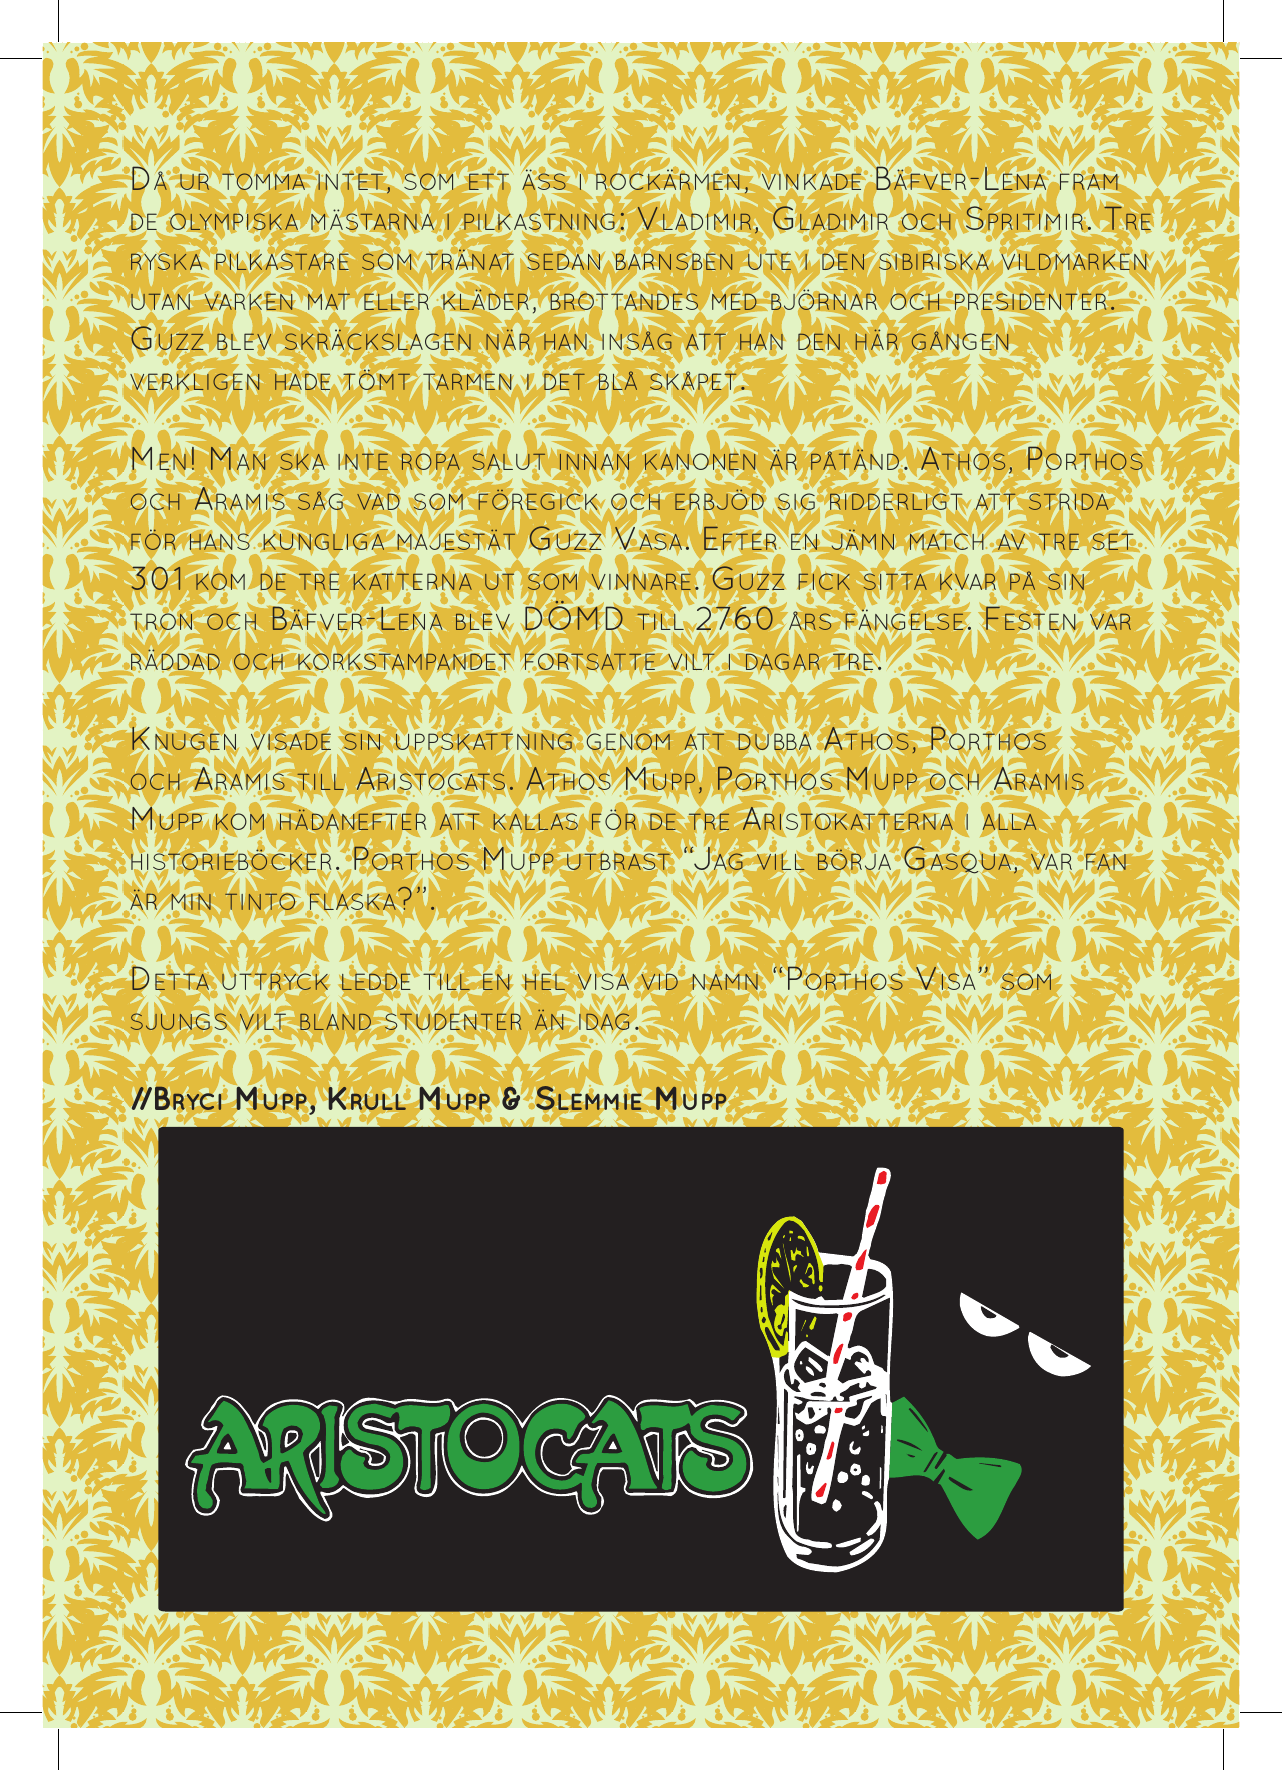 Då ur tomma intet, som ett äss i rockärmen, vinkade Bäfver-Lena fram
de olympiska mästarna i pilkastning: Vladimir, Gladimir och Spritimir. Tre
ryska pilkastare som tränat sedan barnsben ute i den sibiriska vildmarken
utan varken mat eller kläder, brottandes med björnar och presidenter.
Guzz blev skräckslagen när han insåg att han den här gången
verkligen hade tömt tarmen i det blå skåpet.
Men! Man ska inte ropa salut innan kanonen är påtänd. Athos, Porthos
och Aramis såg vad som föregick och erbjöd sig ridderligt att strida
för hans kungliga majestät Guzz Vasa. Efter en jämn match av tre set
301 kom de tre katterna ut som vinnare. Guzz fick sitta kvar på sin
tron och Bäfver-Lena blev DÖMD till 2760 års fängelse. Festen var
räddad och korkstampandet fortsatte vilt i dagar tre.
Knugen visade sin uppskattning genom att dubba Athos, Porthos
och Aramis till Aristocats. Athos Mupp, Porthos Mupp och Aramis
Mupp kom hädanefter att kallas för de tre Aristokatterna i alla
historieböcker. Porthos Mupp utbrast “Jag vill börja Gasqua, var fan
är min tinto flaska?”.
Detta uttryck ledde till en hel visa vid namn “Porthos Visa” som
sjungs vilt bland studenter än idag.
//Bryci Mupp, Krull Mupp & Slemmie Mupp
ARISTOCATS